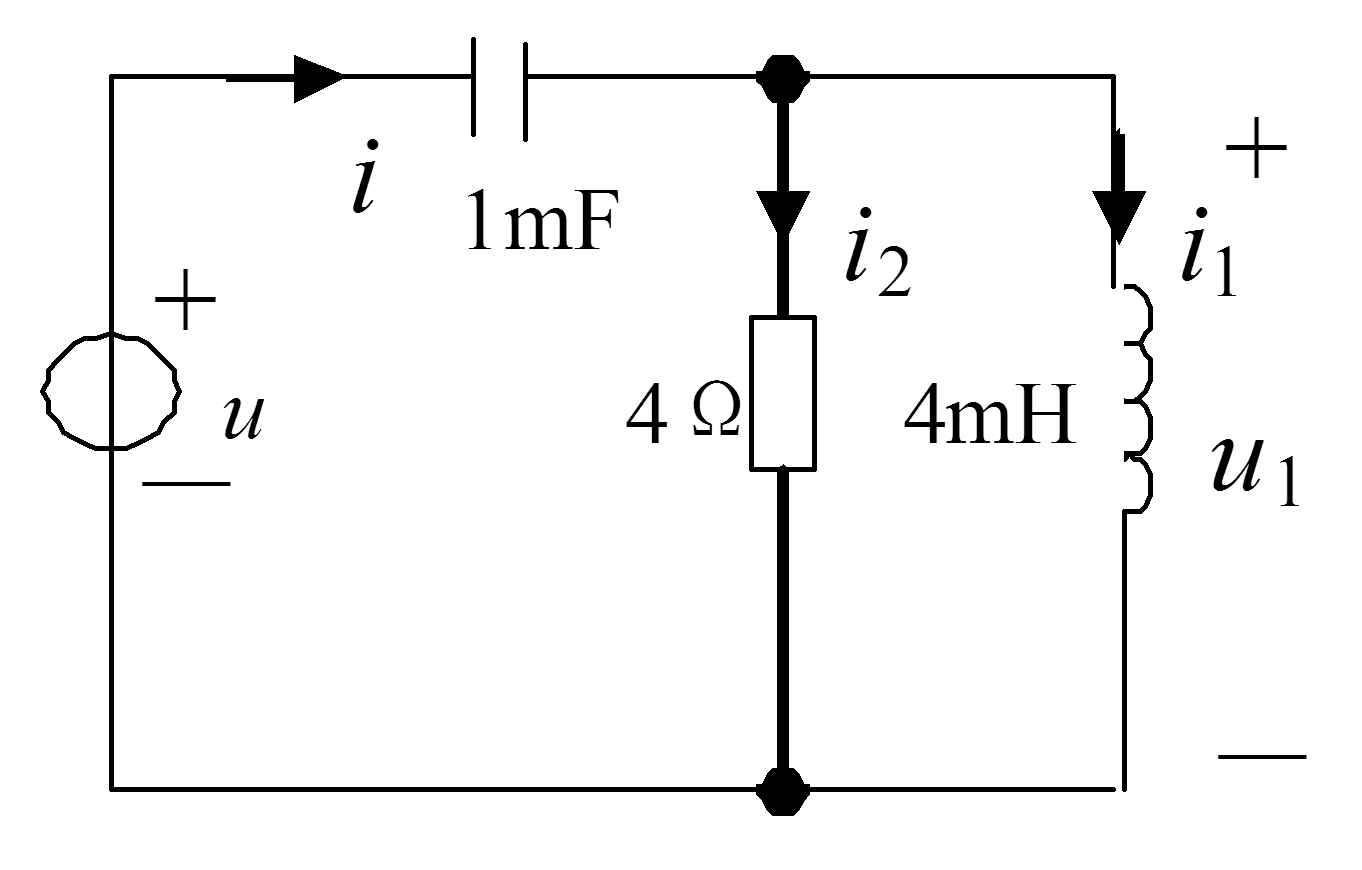 i
1mF
+
i2
i1
+
u
4 Ω
4mH
u1
—
—